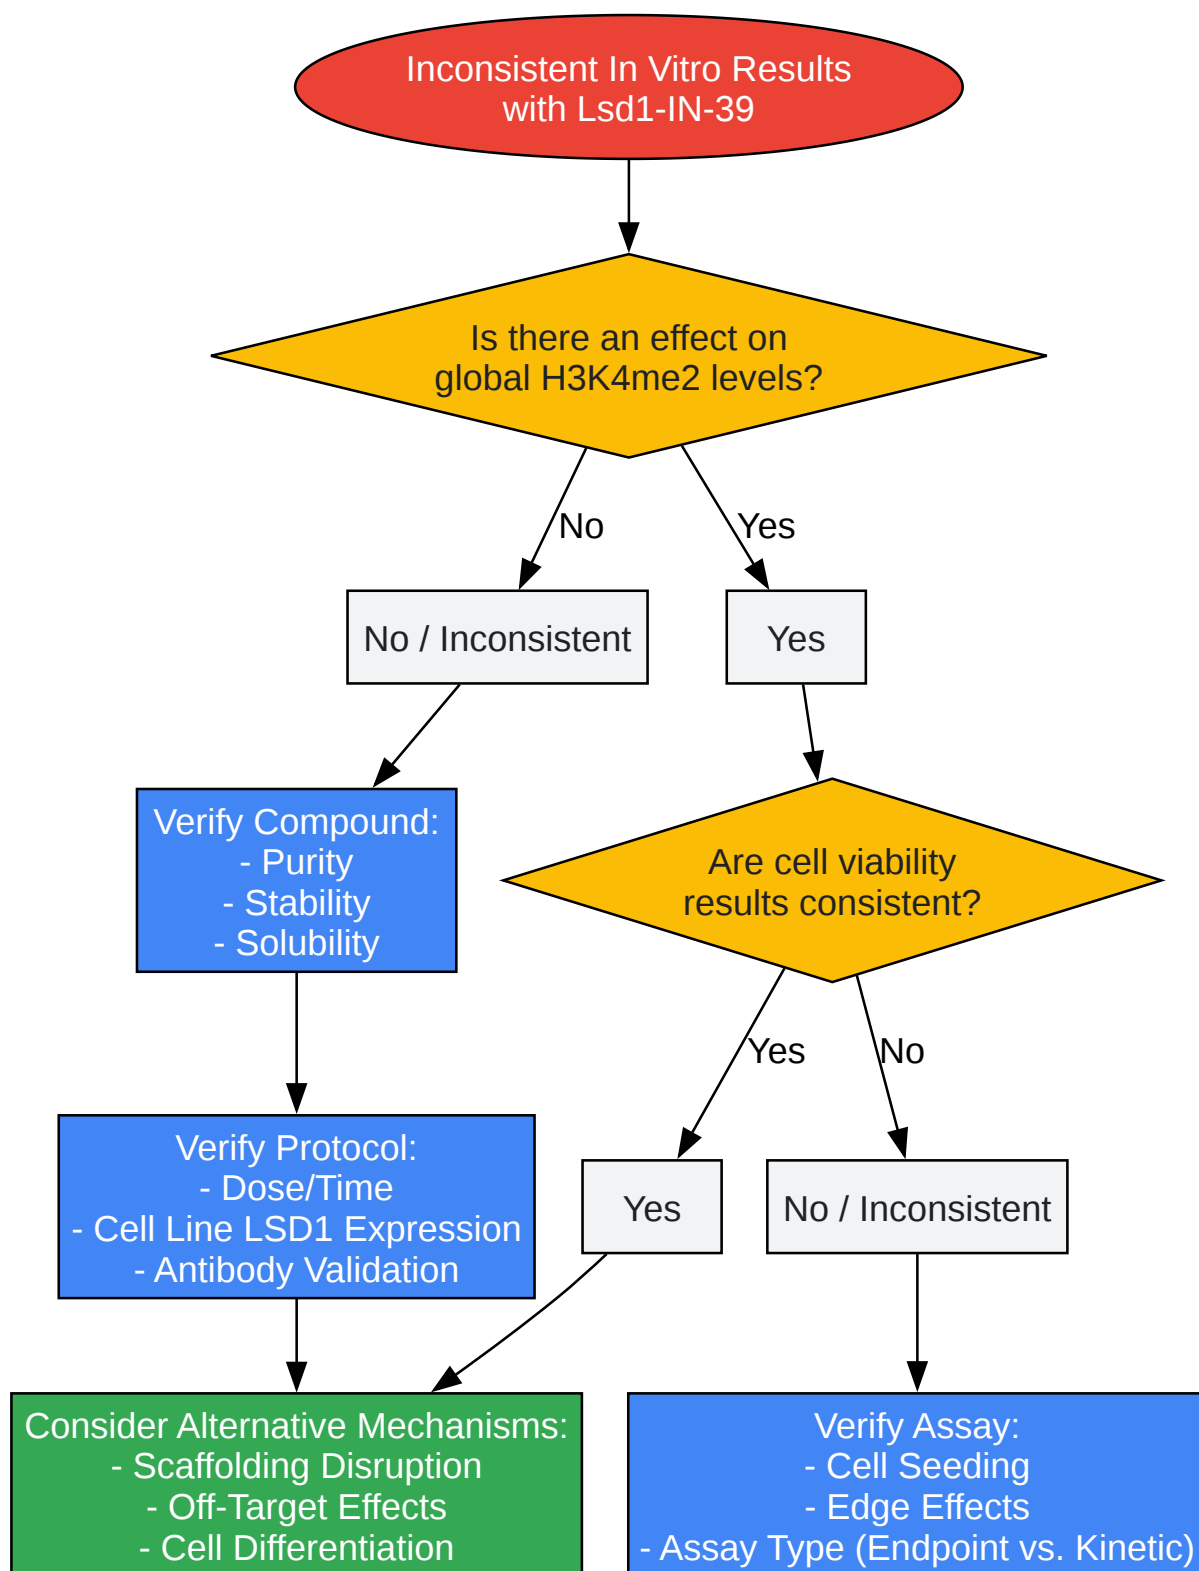 Inconsistent In Vitro Results
with Lsd1-IN-39
Is there an effect on
global H3K4me2 levels?
No
Yes
No / Inconsistent
Yes
Verify Compound:
- Purity
- Stability
- Solubility
Are cell viability
results consistent?
Yes
No
Verify Protocol:
- Dose/Time
- Cell Line LSD1 Expression
- Antibody Validation
Yes
No / Inconsistent
Consider Alternative Mechanisms:
- Scaffolding Disruption
- Off-Target Effects
- Cell Differentiation
Verify Assay:
- Cell Seeding
- Edge Effects
- Assay Type (Endpoint vs. Kinetic)